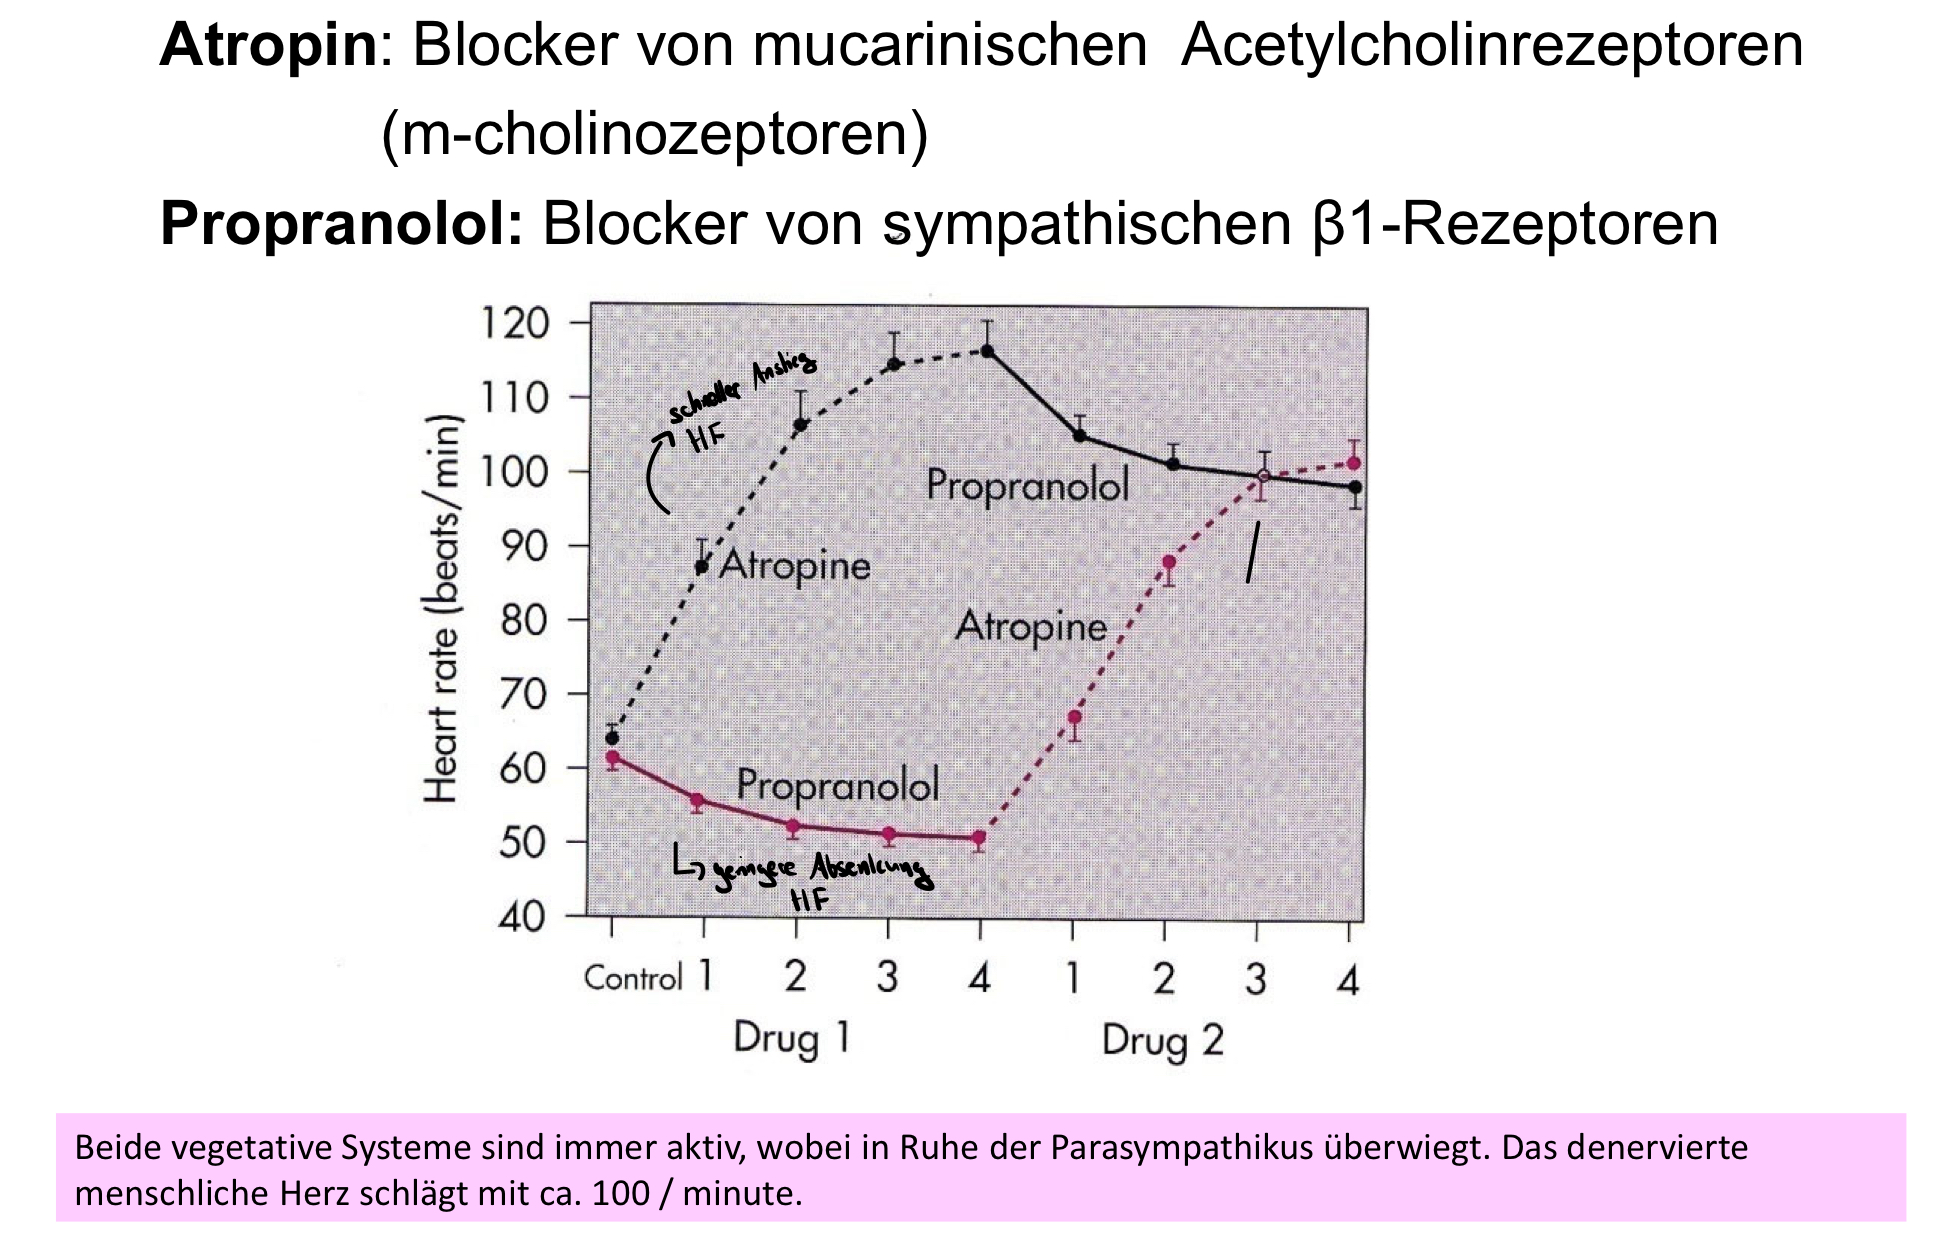 Atropin: Blocker von mucarinischen Acetylcholinrezeptoren
(m-cholinozeptoren)
Propranolol: Blocker von sympathischen β1-Rezeptoren
Heart rate (beats/min)
120
110
100
90
80
70
60
50
40
schneller Anstieg
HF
Atropine
Propranolol
Propranolol
Atropine
geringere Absenkung
HF
Control 1 2 3 4 1 2 3 4
Drug 1 Drug 2
Beide vegetative Systeme sind immer aktiv, wobei in Ruhe der Parasympathikus überwiegt. Das denervierte
menschliche Herz schlägt mit ca. 100 / minute.